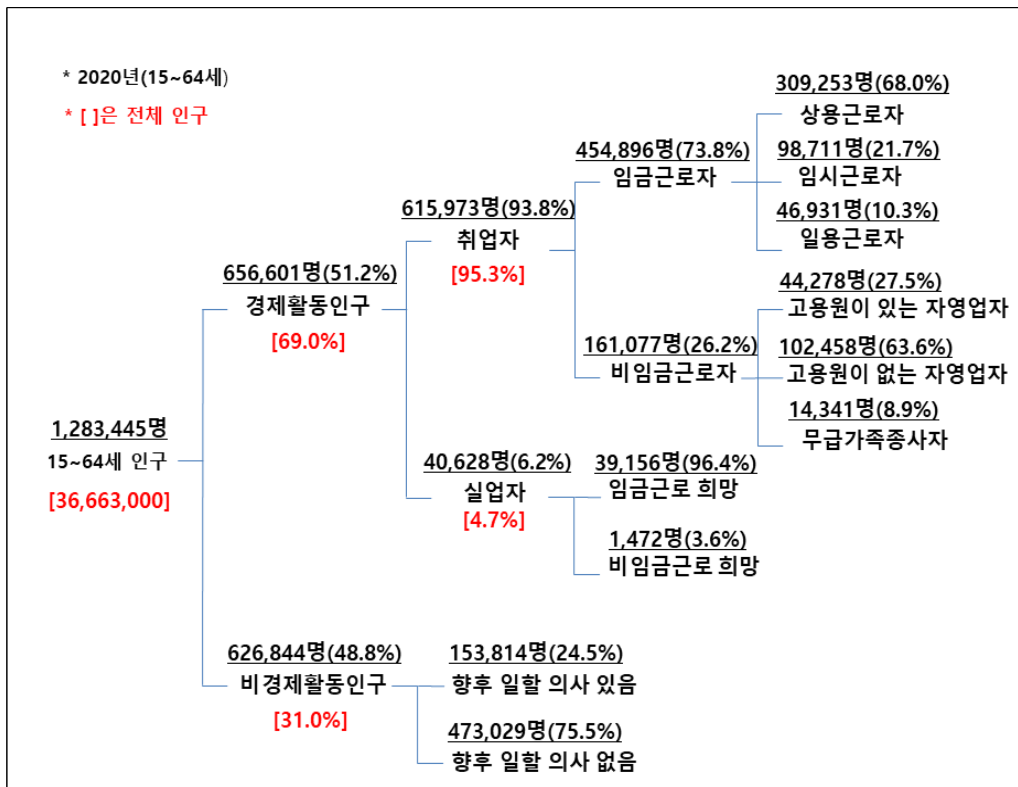 * 2020년(15~64세)
* [ ]은 전체 인구
309,253명(68.0%)
상용근로자
454,896명(73.8%)
임금근로자
98,711명(21.7%)
임시근로자
46,931명(10.3%)
일용근로자
615,973명(93.8%)
취업자
[95.3%]
656,601명(51.2%)
경제활동인구
[69.0%]
44,278명(27.5%)
고용원이 있는 자영업자
161,077명(26.2%)
비임금근로자
102,458명(63.6%)
고용원이 없는 자영업자
14,341명(8.9%)
무급가족종사자
1,283,445명
15~64세 인구
[36,663,000]
40,628명(6.2%)
실업자
[4.7%]
39,156명(96.4%)
임금근로 희망
1,472명(3.6%)
비임금근로 희망
626,844명(48.8%)
비경제활동인구
[31.0%]
153,814명(24.5%)
향후 일할 의사 있음
473,029명(75.5%)
향후 일할 의사 없음